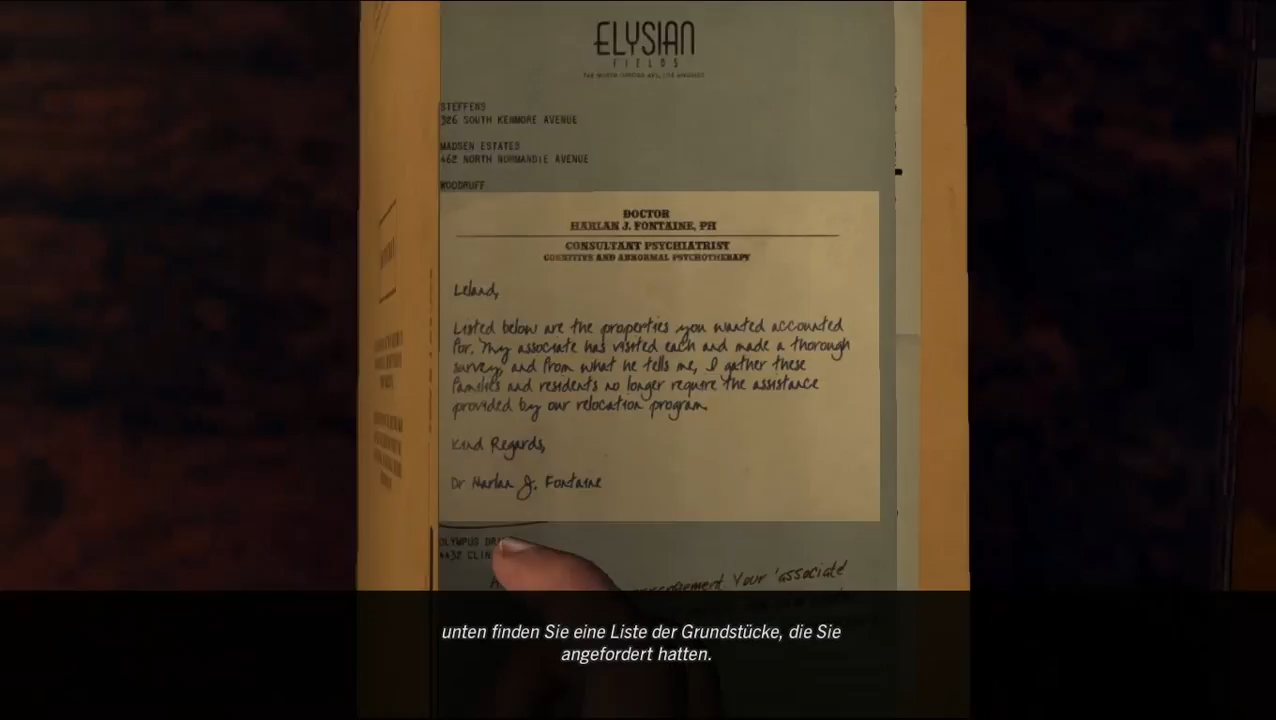 ELYSIAN
FIELDS
STEFFENS
326 SOUTH KENMORE AVENUE
MADSEN ESTATES
462 NORTH NORMANDIE AVENUE
WOODRUFF
DOCTOR
HARLAN J. FONTAINE, PH
CONSULTANT PSYCHIATRIST
COGNITIVE AND ABNORMAL PSYCHOTHERAPY
Leland,
Listed below are the properties you wanted accounted
for. My associate has visited each and made a thorough
survey, and from what he tells me, I gather these
families and residents no longer require the assistance
provided by our relocation program.
Kind Regards,
Dr Harlan J. Fontaine
OLYMPUS
4432 CLIN
Your 'associate'
unten finden Sie eine Liste der Grundstücke, die Sie
angefordert hatten.